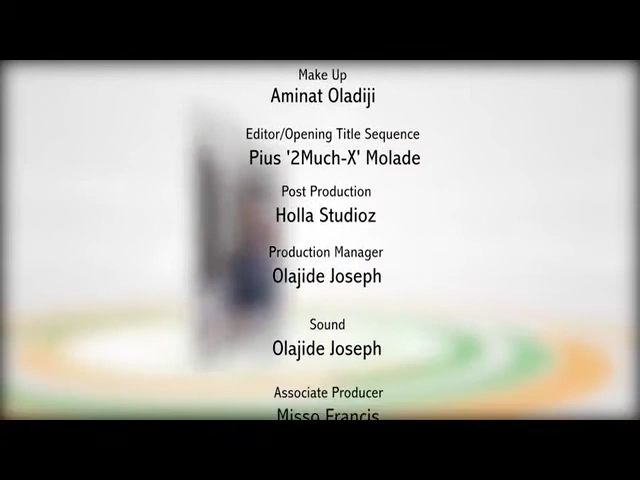 Make Up
Aminat Oladiji
Editor/Opening Title Sequence
Pius '2Much-X' Molade
Post Production
Holla Studioz
Production Manager
Olajide Joseph
Sound
Olajide Joseph
Associate Producer
Misso Francis